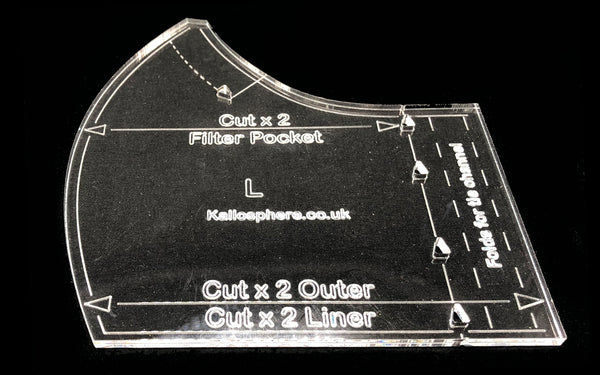 Cut x 2
Filter Pocket
L
Kallosphere.co.uk
Cut x 2 Outer
Cut x 2 Liner
Folds for tie channel